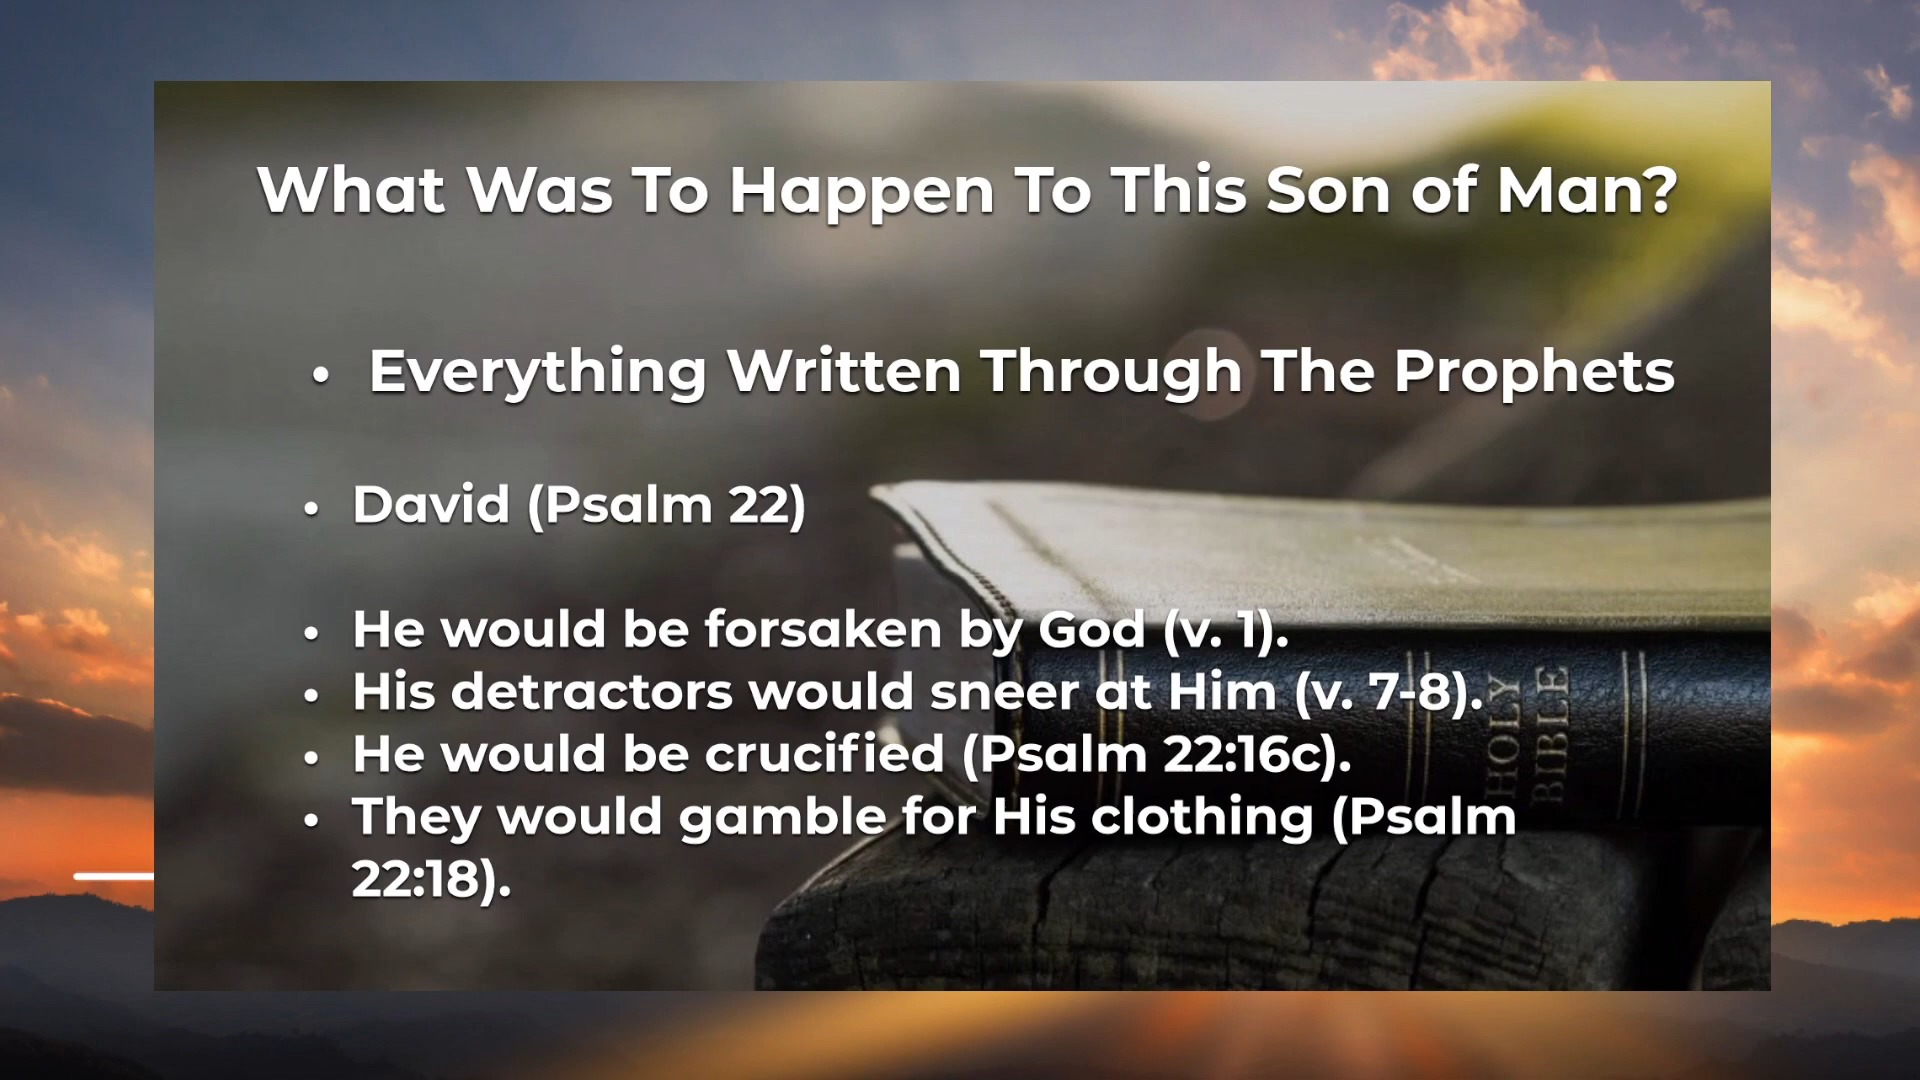 What Was To Happen To This Son of Man?
• Everything Written Through The Prophets
• David (Psalm 22)
• He would be forsaken by God (v. 1).
• His detractors would sneer at Him (v. 7-8).
• He would be crucified (Psalm 22:16c).
• They would gamble for His clothing (Psalm
22:18).
HOLY
BIBLE